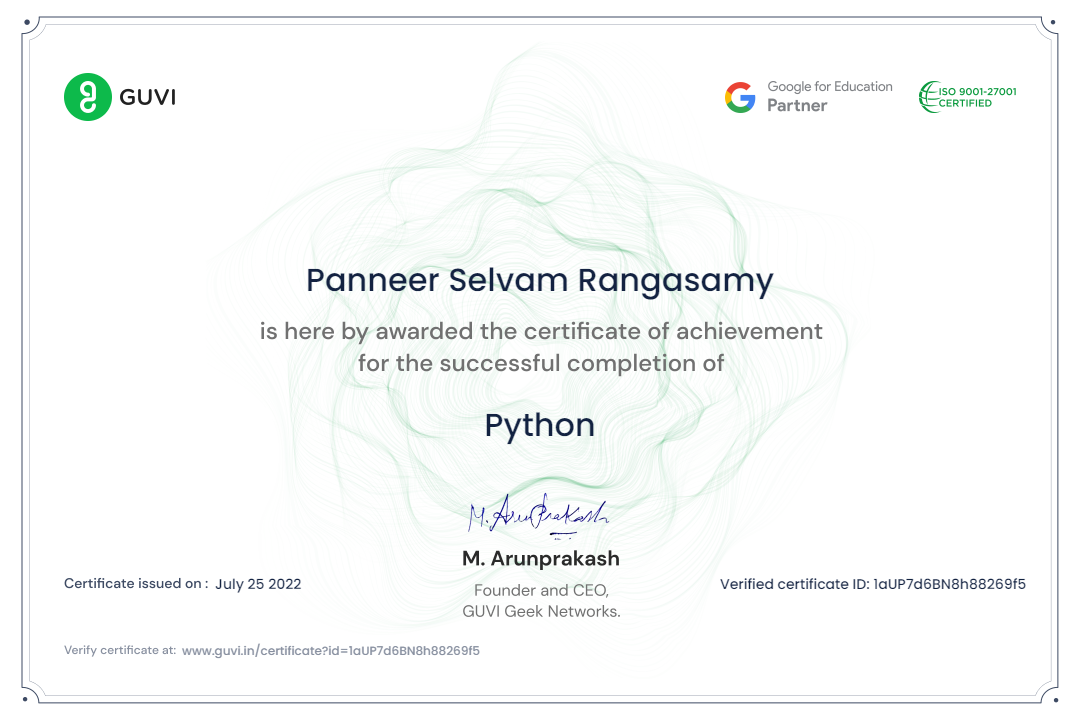 GUVI
Google for Education
Partner
ISO 9001-27001
CERTIFIED
Panneer Selvam Rangasamy
is here by awarded the certificate of achievement
for the successful completion of
Python
M. Arunprakash
M. Arunprakash
Founder and CEO,
GUVI Geek Networks.
Certificate issued on : July 25 2022
Verified certificate ID: 1aUP7d6BN8h88269f5
Verify certificate at: www.guvi.in/certificate?id=1aUP7d6BN8h88269f5